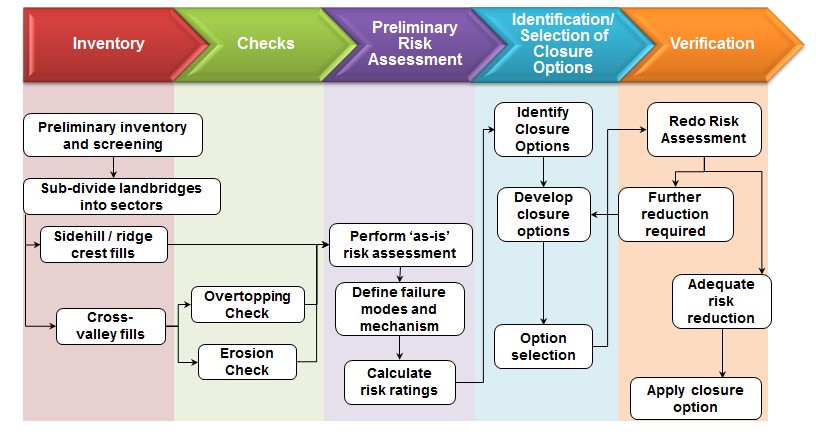 Inventory
Checks
Preliminary
Risk
Assessment
Identification/
Selection of
Closure
Options
Verification
Preliminary inventory
and screening
Sub-divide landbridges
into sectors
Sidehill / ridge
crest fills
Cross-
valley fills
Overtopping
Check
Erosion
Check
Perform ‘as-is’
risk assessment
Define failure
modes and
mechanism
Calculate
risk ratings
Identify
Closure
Options
Develop
closure
options
Option
selection
Redo Risk
Assessment
Further
reduction
required
Adequate
risk
reduction
Apply closure
option